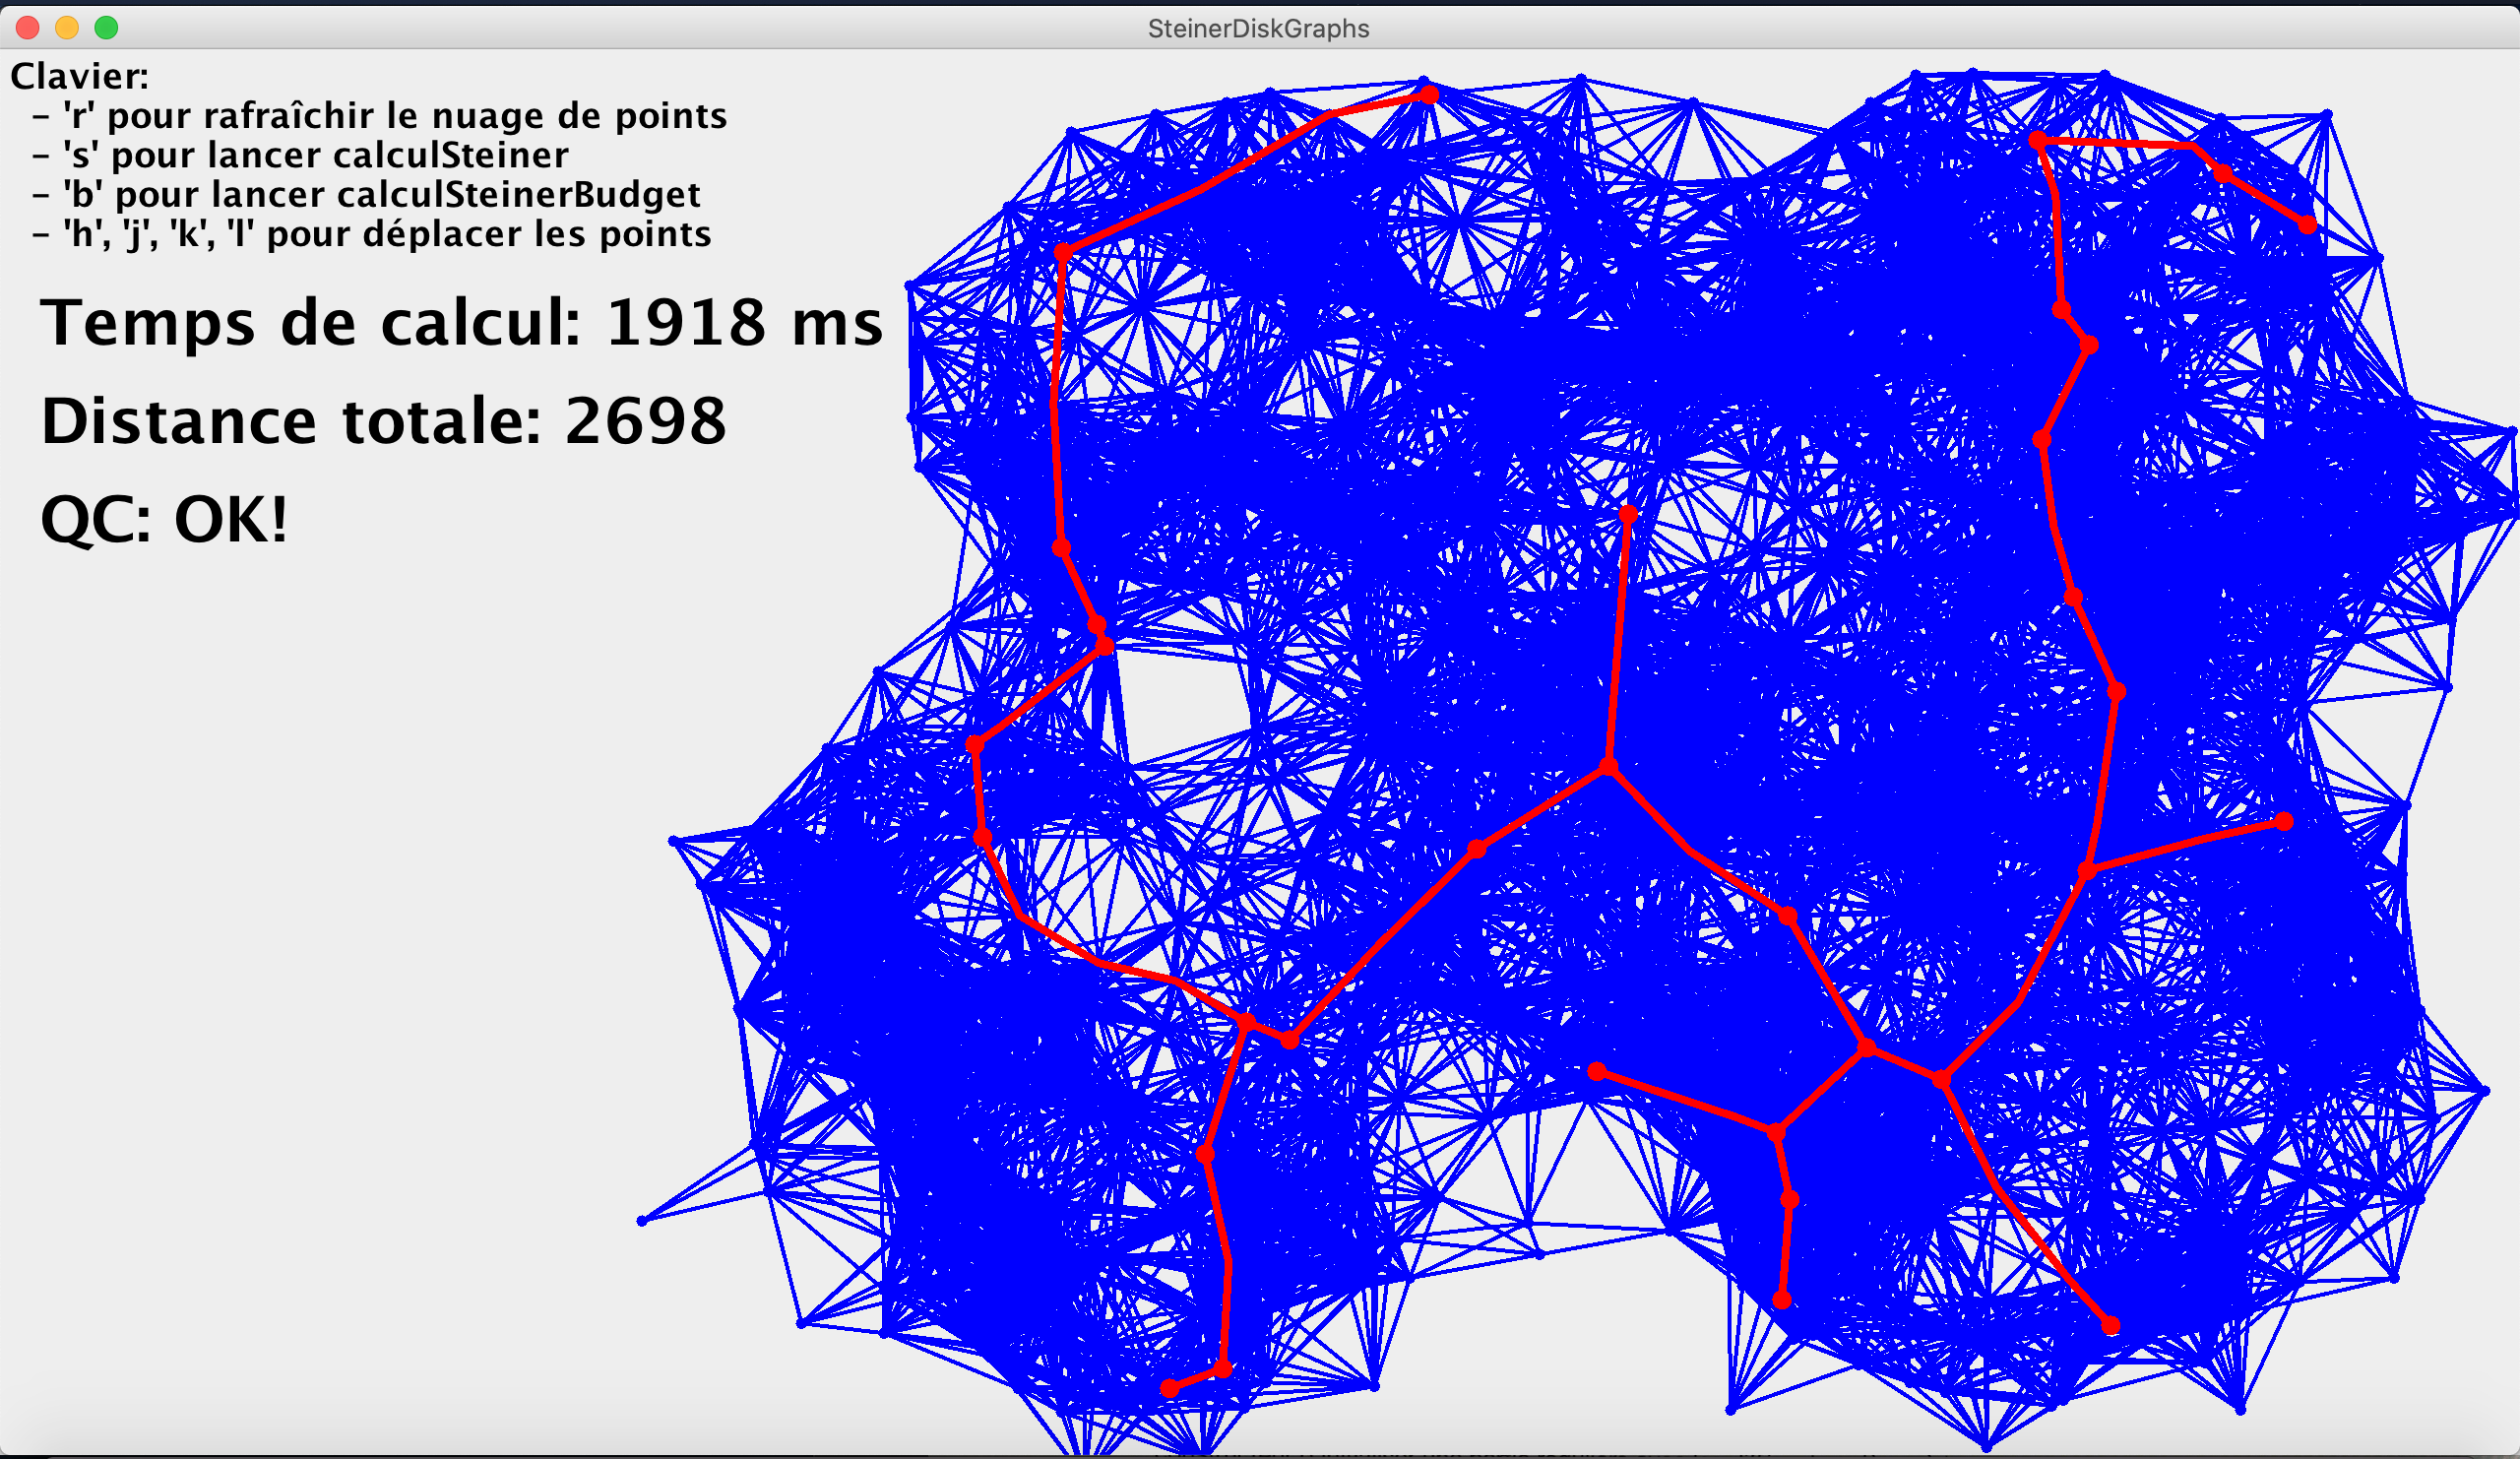 SteinerDiskGraphs
Clavier:
- 'r' pour rafraîchir le nuage de points
- 's' pour lancer calculSteiner
- 'b' pour lancer calculSteinerBudget
- 'h', 'j', 'k', 'l' pour déplacer les points
Temps de calcul: 1918 ms
Distance totale: 2698
QC: OK!